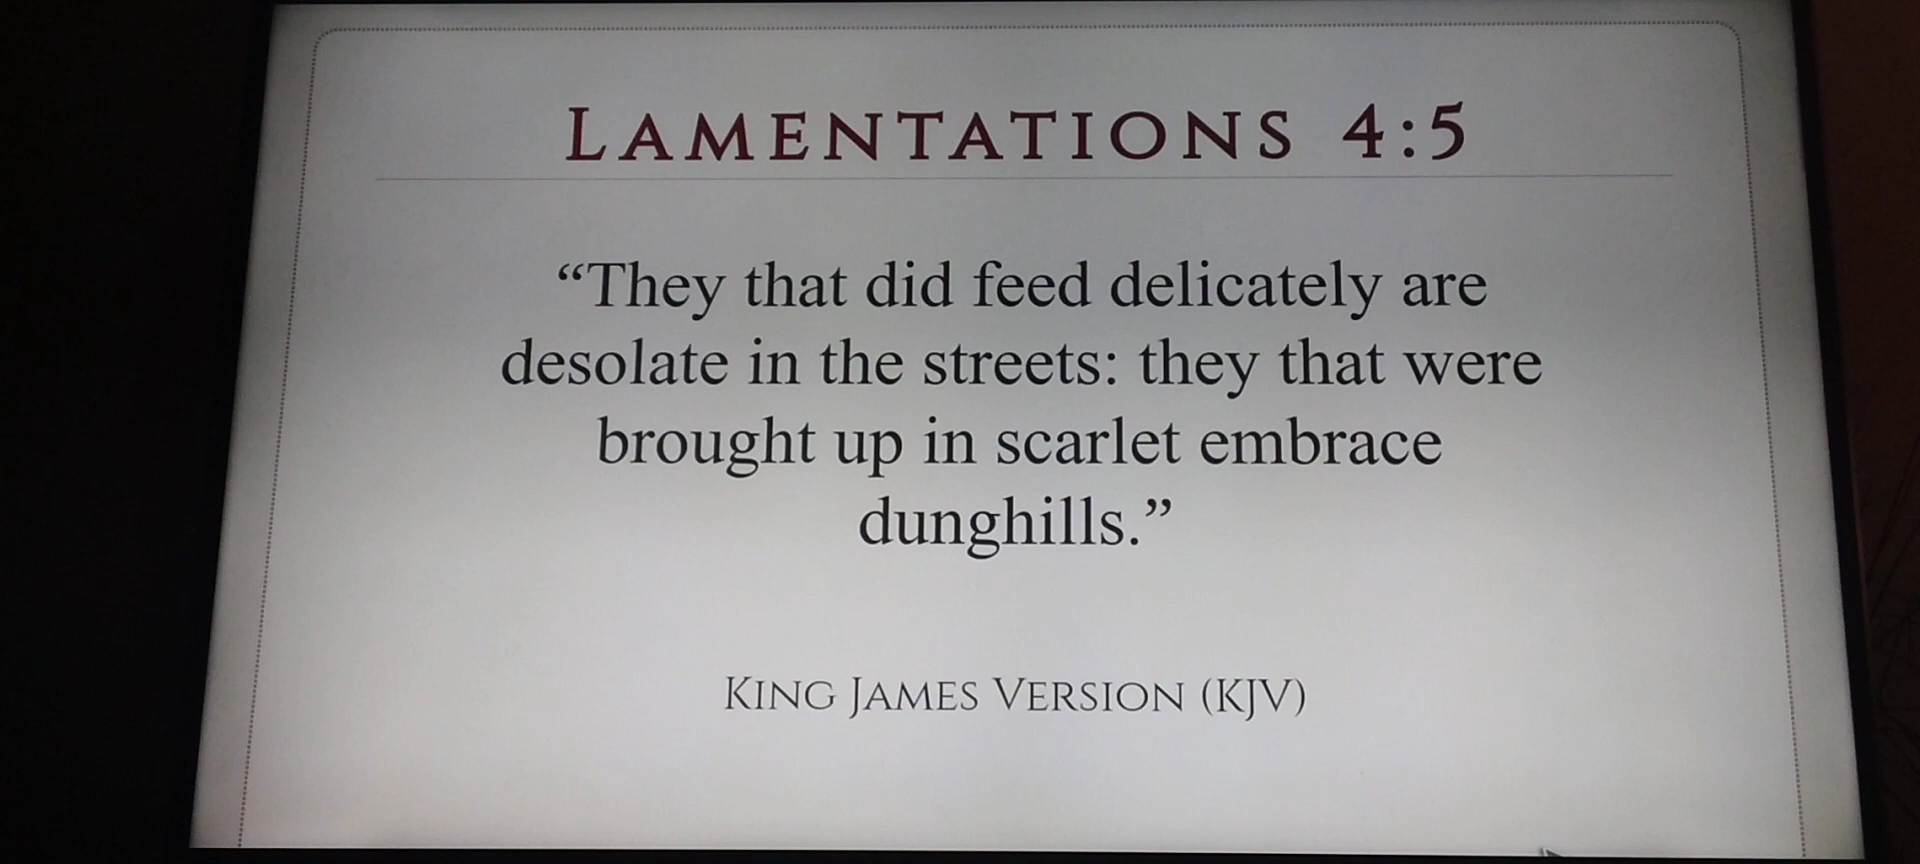 LAMENTATIONS 4:5
“They that did feed delicately are
desolate in the streets: they that were
brought up in scarlet embrace
dunghills.”
KING JAMES VERSION (KJV)